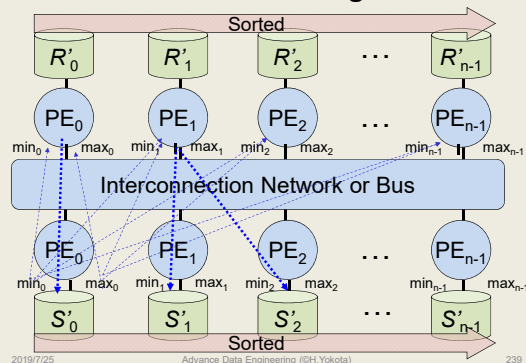 Sorted
R'0 R'1 R'2 ··· R'n-1
PE0 PE1 PE2 ··· PEn-1
min0 max0 min1 max1 min2 max2 minn-1 maxn-1
Interconnection Network or Bus
PE0 PE1 PE2 PEn-1
min0 max0 min1 max1 min2 max2 minn-1 maxn-1
S'0 S'1 S'2 ··· S'n-1
Sorted
2019/7/25 Advance Data Engineering (©H.Yokota) 239